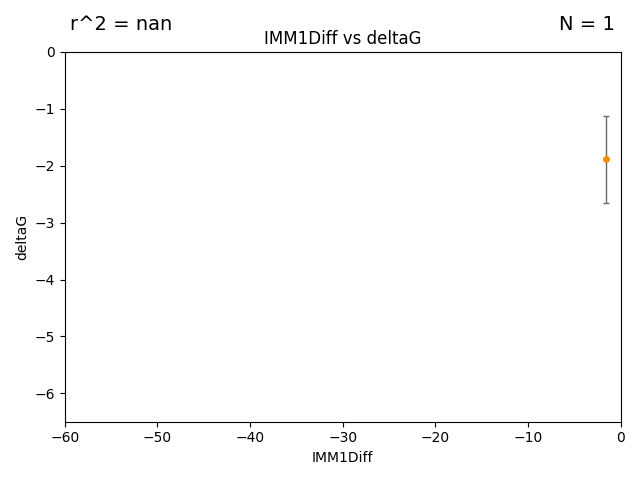 r^2 = nan
N = 1
IMM1Diff vs deltaG
0
−1
−2
−3
−4
−5
−6
deltaG
−60
−50
−40
−30
−20
−10
0
IMM1Diff